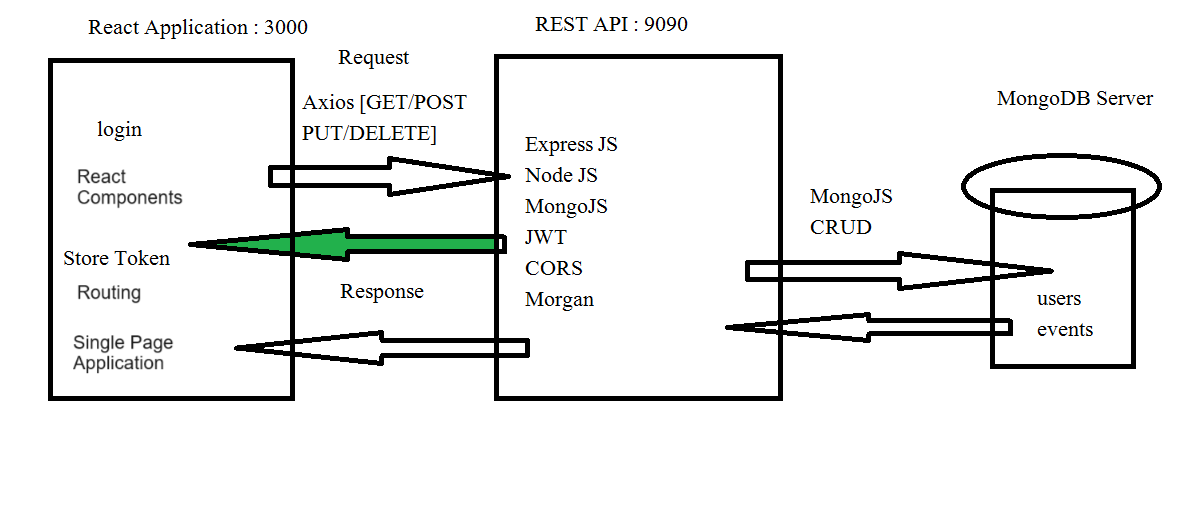 React Application : 3000
login
React
Components
Store Token
Routing
Single Page
Application
Request
Axios [GET/POST
PUT/DELETE]
Response
REST API : 9090
Express JS
Node JS
MongoJS
JWT
CORS
Morgan
MongoJS
CRUD
MongoDB Server
users
events